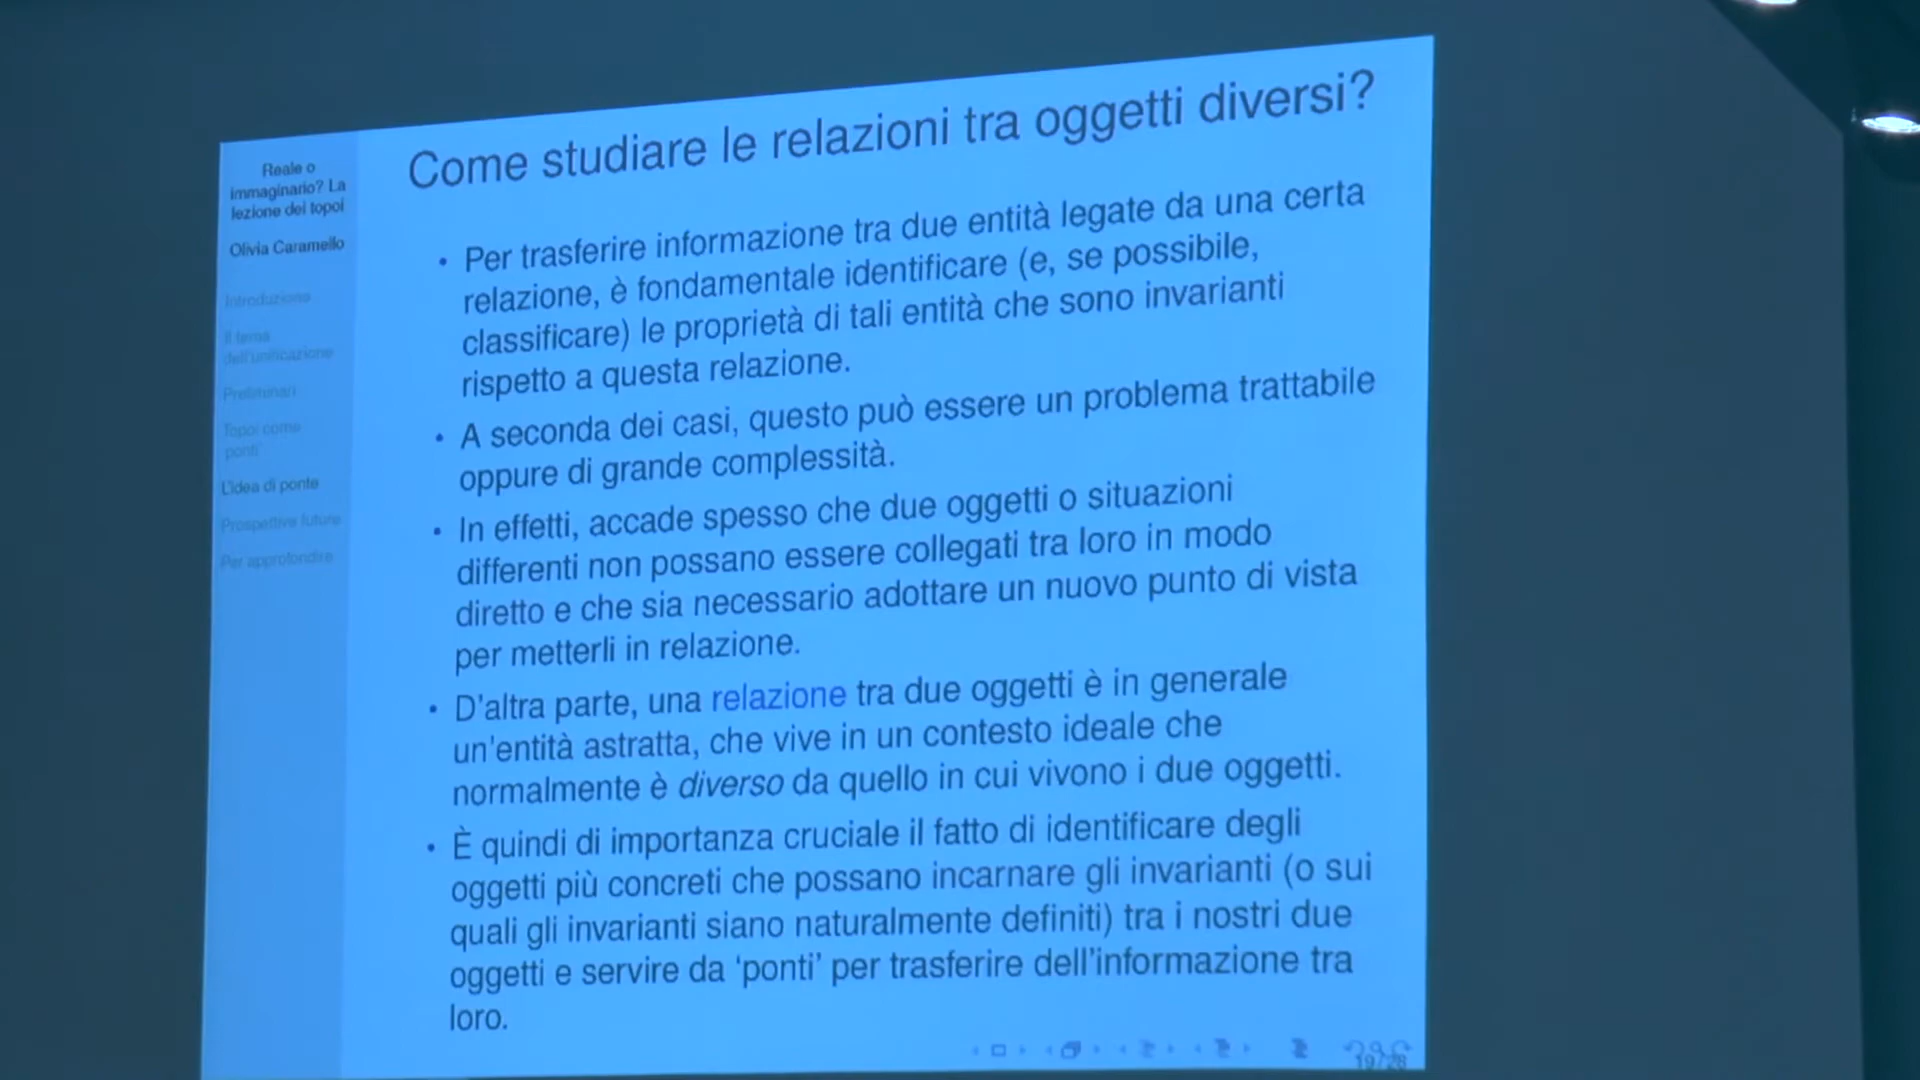 Reale o
immaginario? La
lezione dei topoi
Olivia Caramello
Introduzione
Il tema
dell'unificazione
Preliminari
Topoi come
ponti
L'idea di ponte
Prospettive future
Per approfondire
Come studiare le relazioni tra oggetti diversi?
• Per trasferire informazione tra due entità legate da una certa
relazione, è fondamentale identificare (e, se possibile,
classificare) le proprietà di tali entità che sono invarianti
rispetto a questa relazione.
• A seconda dei casi, questo può essere un problema trattabile
oppure di grande complessità.
• In effetti, accade spesso che due oggetti o situazioni
differenti non possano essere collegati tra loro in modo
diretto e che sia necessario adottare un nuovo punto di vista
per metterli in relazione.
• D'altra parte, una relazione tra due oggetti è in generale
un'entità astratta, che vive in un contesto ideale che
normalmente è diverso da quello in cui vivono i due oggetti.
• È quindi di importanza cruciale il fatto di identificare degli
oggetti più concreti che possano incarnare gli invarianti (o sui
quali gli invarianti siano naturalmente definiti) tra i nostri due
oggetti e servire da 'ponti' per trasferire dell'informazione tra
loro.
19/28